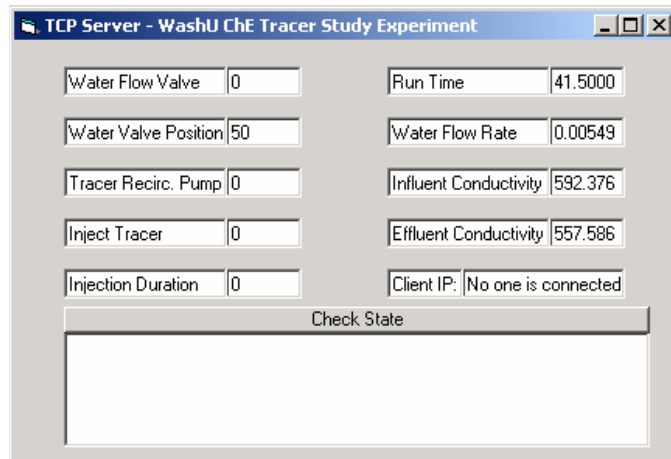 TCP Server - WashU ChE Tracer Study Experiment
Water Flow Valve 0 Run Time 41.5000
Water Valve Position 50 Water Flow Rate 0.00549
Tracer Recirc. Pump 0 Influent Conductivity 592.376
Inject Tracer 0 Effluent Conductivity 557.586
Injection Duration 0 Client IP: No one is connected
Check State